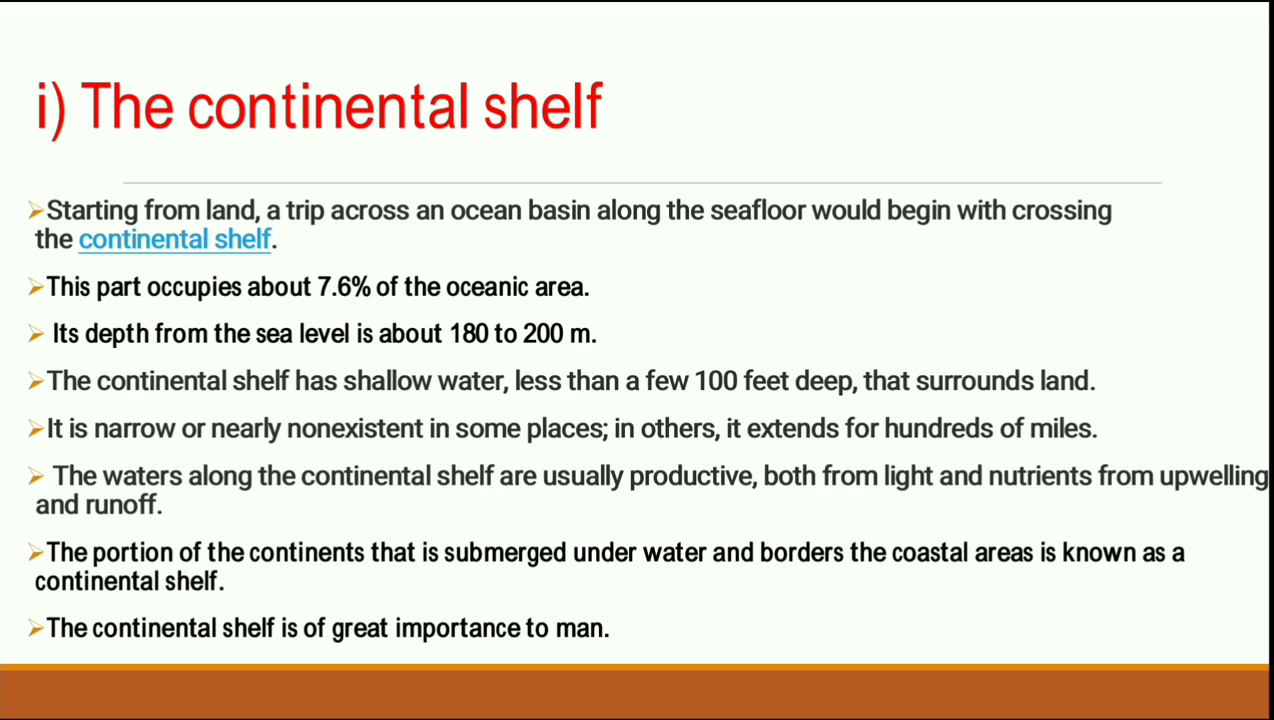 i) The continental shelf
➢Starting from land, a trip across an ocean basin along the seafloor would begin with crossing
the continental shelf.
➢This part occupies about 7.6% of the oceanic area.
➢ Its depth from the sea level is about 180 to 200 m.
➢The continental shelf has shallow water, less than a few 100 feet deep, that surrounds land.
➢It is narrow or nearly nonexistent in some places; in others, it extends for hundreds of miles.
➢ The waters along the continental shelf are usually productive, both from light and nutrients from upwelling
and runoff.
➢The portion of the continents that is submerged under water and borders the coastal areas is known as a
continental shelf.
➢The continental shelf is of great importance to man.